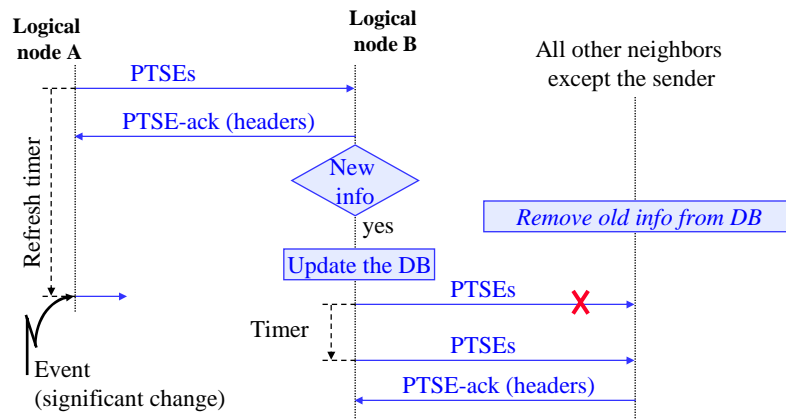 Logical
node A
Logical
node B
All other neighbors
except the sender
PTSEs
PTSE-ack (headers)
Refresh timer
New
info
yes
Remove old info from DB
Update the DB
PTSEs
Timer
PTSEs
PTSE-ack (headers)
Event
(significant change)